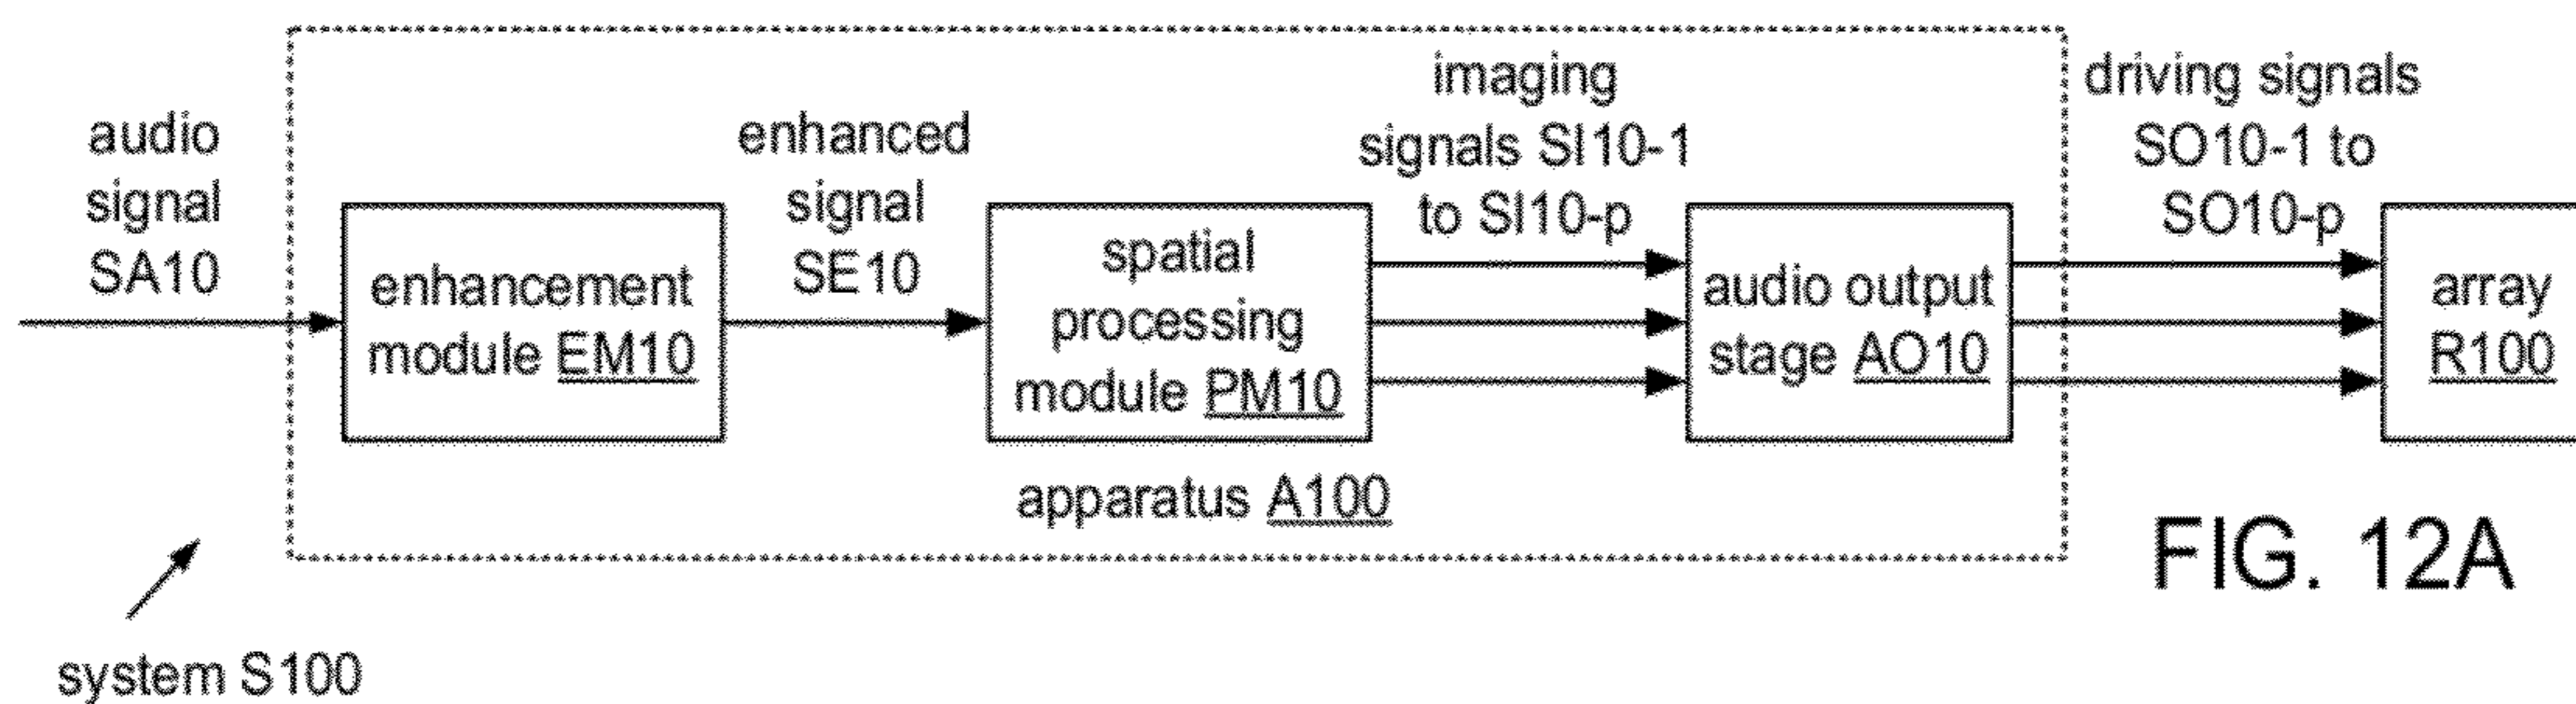 audio
signal
SA10
enhancement
module EM10
enhanced
signal
SE10
spatial
processing
module PM10
imaging
signals SI10-1
to SI10-p
audio output
stage AO10
driving signals
SO10-1 to
SO10-p
array
R100
apparatus A100
system S100
FIG. 12A